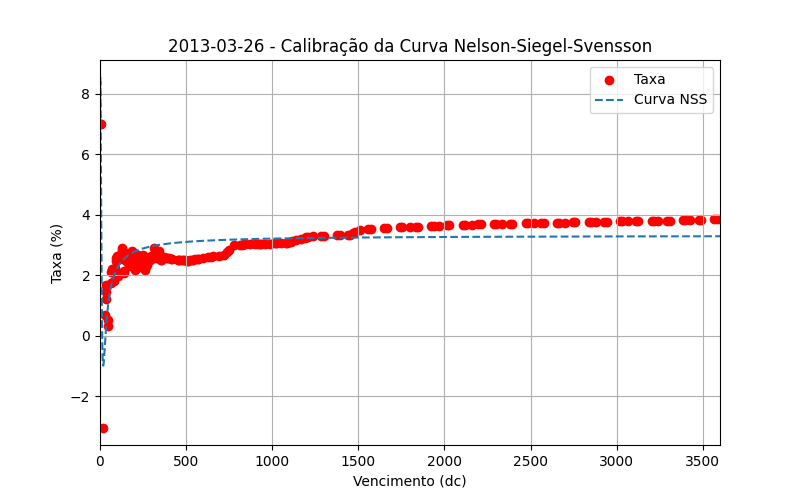 2013-03-26 - Calibração da Curva Nelson-Siegel-Svensson
Taxa
Curva NSS
Taxa (%)
8
6
4
2
0
−2
0 500 1000 1500 2000 2500 3000 3500
Vencimento (dc)